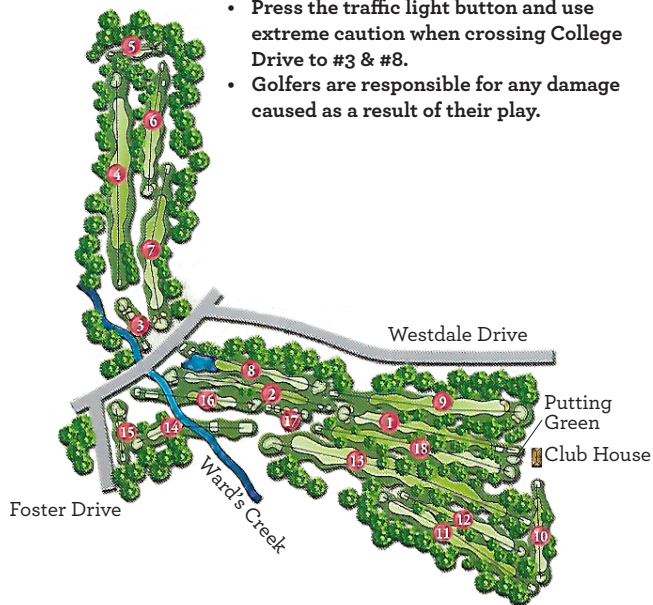 • Press the traffic light button and use
extreme caution when crossing College
Drive to #3 & #8.
• Golfers are responsible for any damage
caused as a result of their play.
5
6
4
7
3
Westdale Drive
8
9
2
16
Putting
Green
17
1
14
15
18
Club House
13
Ward's Creek
Foster Drive
12
11
10